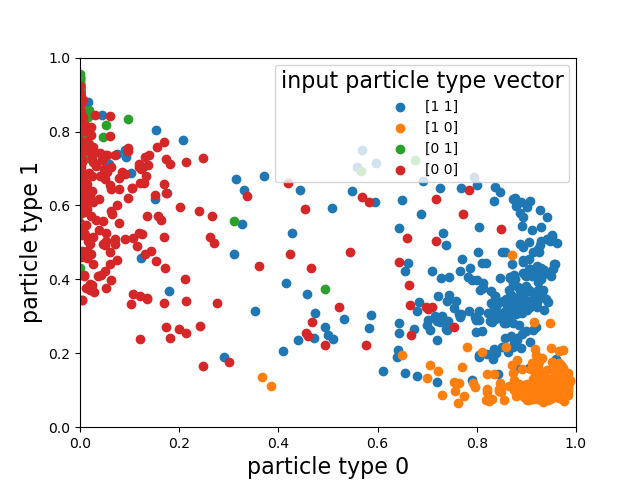 1.0
0.8
0.6
0.4
0.2
0.0
particle type 1
input particle type vector
[1 1]
[1 0]
[0 1]
[0 0]
0.0 0.2 0.4 0.6 0.8 1.0
particle type 0